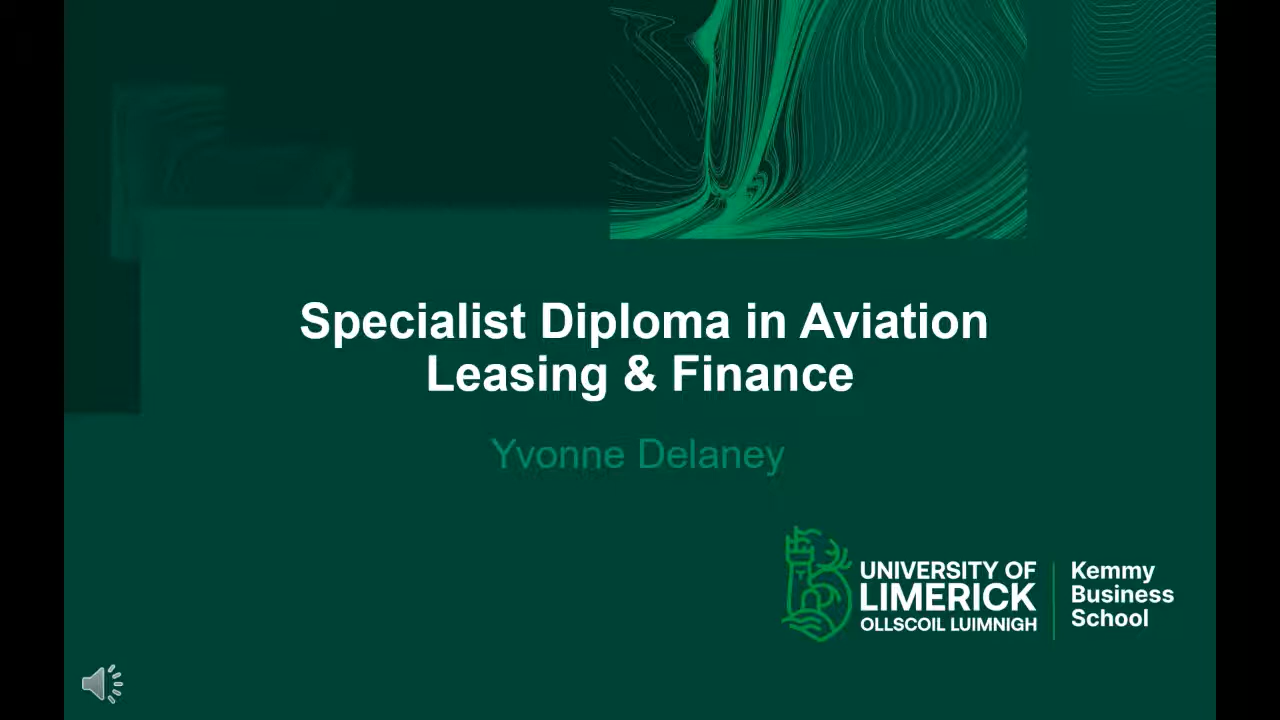 Specialist Diploma in Aviation
Leasing & Finance
Yvonne Delaney
UNIVERSITY OF
LIMERICK
OLLSCOIL LUIMNIGH
Kemmy
Business
School